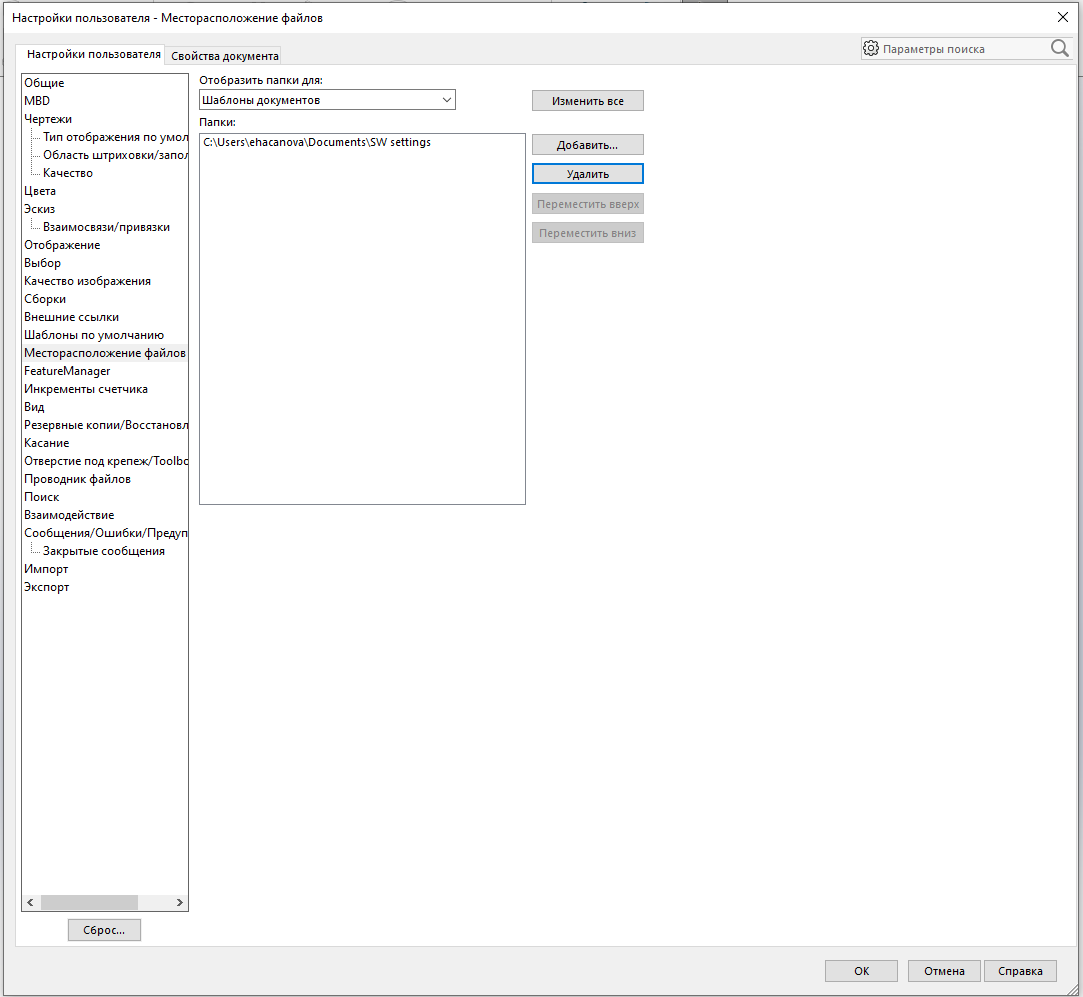 Настройки пользователя - Месторасположение файлов
Настройки пользователя
Свойства документа
Параметры поиска
Общие
MBD
Чертежи
Тип отображения по умол
Область штриховки/запол
Качество
Цвета
Эскиз
Взаимосвязи/привязки
Отображение
Выбор
Качество изображения
Сборки
Внешние ссылки
Шаблоны по умолчанию
Месторасположение файлов
FeatureManager
Инкременты счетчика
Вид
Резервные копии/Восстановл
Касание
Отверстие под крепеж/Toolbo
Проводник файлов
Поиск
Взаимодействие
Сообщения/Ошибки/Предуп
Закрытые сообщения
Импорт
Экспорт
Сброс...
Отобразить папки для:
Шаблоны документов
Папки:
C:\Users\ehacanova\Documents\SW settings
Изменить все
Добавить...
Удалить
Переместить вверх
Переместить вниз
ОК
Отмена
Справка